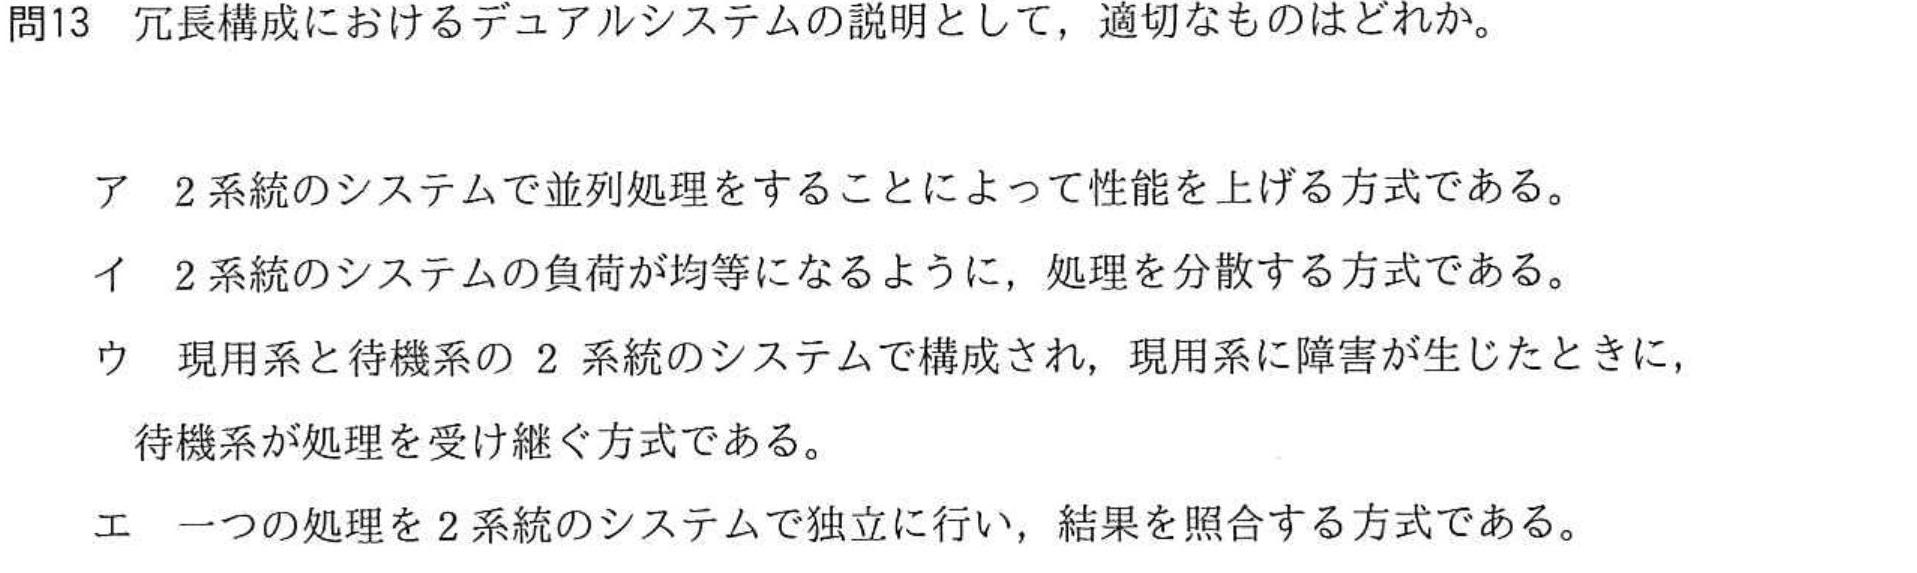 問13　冗長構成におけるデュアルシステムの説明として，適切なものはどれか。
ア　2系統のシステムで並列処理をすることによって性能を上げる方式である。
イ　2系統のシステムの負荷が均等になるように，処理を分散する方式である。
ウ　現用系と待機系の 2 系統のシステムで構成され，現用系に障害が生じたときに，
待機系が処理を受け継ぐ方式である。
エ　一つの処理を2系統のシステムで独立に行い，結果を照合する方式である。